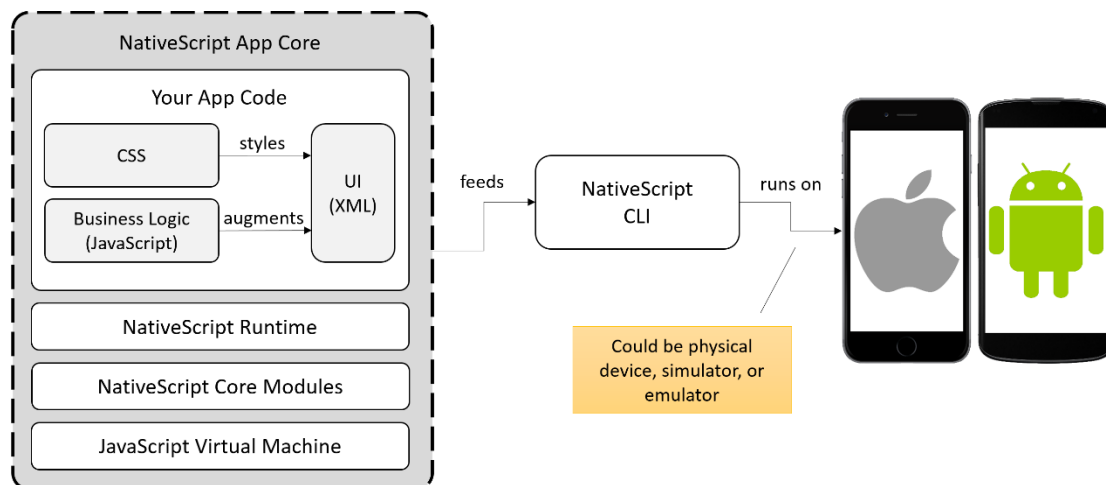 NativeScript App Core
Your App Code
CSS
styles
Business Logic
(JavaScript)
augments
UI
(XML)
NativeScript Runtime
NativeScript Core Modules
JavaScript Virtual Machine
feeds
NativeScript
CLI
runs on
Could be physical
device, simulator, or
emulator